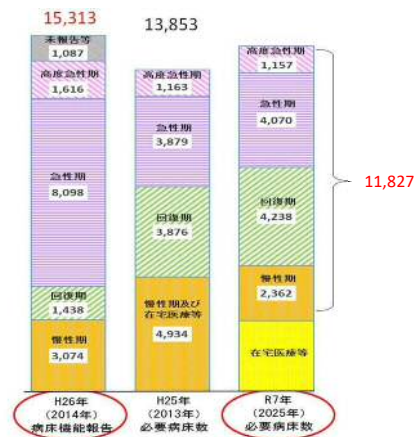 15,313
未報告等
1,087
高度急性期
1,616
急性期
8,098
回復期
1,438
慢性期
3,074
H26年
(2014年)
病床機能報告
13,853
高度急性期
1,163
急性期
3,879
回復期
3,876
慢性期及び
在宅医療等
4,934
H25年
(2013年)
必要病床数
高度急性期
1,157
急性期
4,070
回復期
4,238
慢性期
2,362
在宅医療等
R7年
(2025年)
必要病床数
11,827